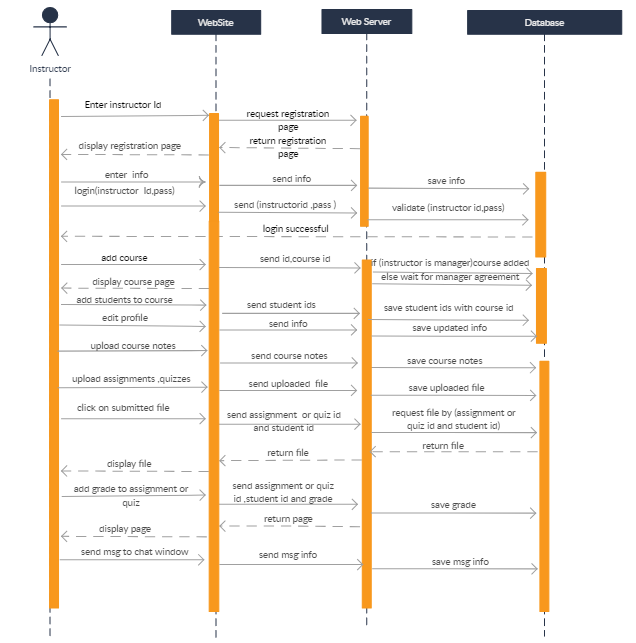 WebSite
Web Server
Database
Instructor
Enter instructor Id
request registration
page
return registration
page
display registration page
enter info
send info
save info
login(instructor Id,pass)
send (instructorid ,pass )
validate (instructor id,pass)
login successful
add course
send id,course id
if (instructor is manager)course added
else wait for manager agreement
display course page
add students to course
send student ids
save student ids with course id
edit profile
send info
save updated info
upload course notes
send course notes
save course notes
upload assignments ,quizzes
send uploaded file
save uploaded file
click on submitted file
send assignment or quiz id
and student id
request file by (assignment or
quiz id and student id)
return file
return file
display file
add grade to assignment or
quiz
send assignment or quiz
id ,student id and grade
save grade
return page
display page
send msg to chat window
send msg info
save msg info